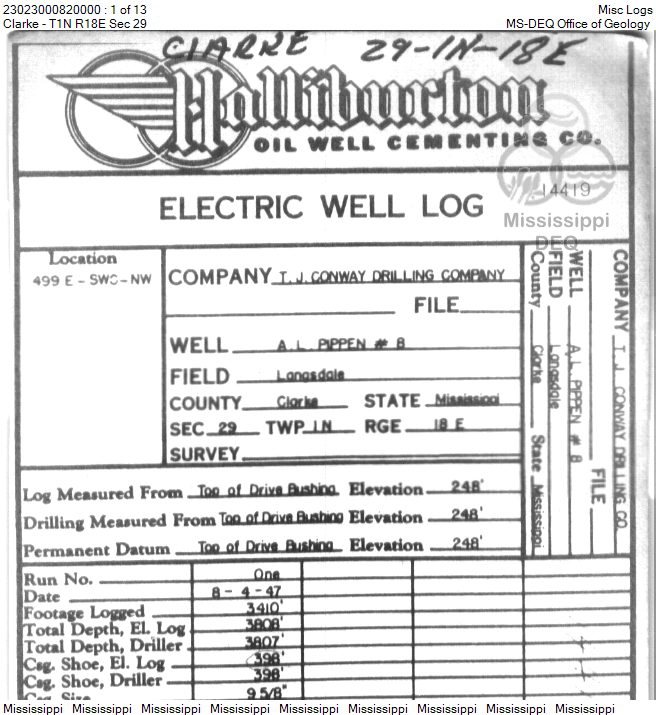 23023000820000 : 1 of 13 Misc Logs
Clarke - T1N R18E Sec 29 MS-DEQ Office of Geology
CLARKE 29-1N-18E
Halliburton
OIL WELL CEMENTING CO.
14419
Mississippi
DEQ
ELECTRIC WELL LOG
Location
499 E - SWC - NW
COMPANY T. J. CONWAY DRILLING COMPANY
FILE
WELL A. L. PIPPEN # 8
FIELD Langsdale
COUNTY Clarke STATE Mississippi
SEC 29 TWP 1N RGE 18 E
SURVEY
COMPANY T. J. CONWAY DRILLING CO.
FILE
WELL A. L. PIPPEN # 8
FIELD Langsdale
County Clarke State Mississippi
Log Measured From Top of Drive Bushing Elevation 248'
Drilling Measured From Top of Drive Bushing Elevation 248'
Permanent Datum Top of Drive Bushing Elevation 248'
Run No. One
Date 8 - 4 - 47
Footage Logged 3410'
Total Depth, El. Log 3808'
Total Depth, Driller 3807'
Csg. Shoe, El. Log 398'
Csg. Shoe, Driller 398'
Csg. Size 9 5/8"
Mississippi Mississippi Mississippi Mississippi Mississippi Mississippi Mississippi Mississippi Mississippi